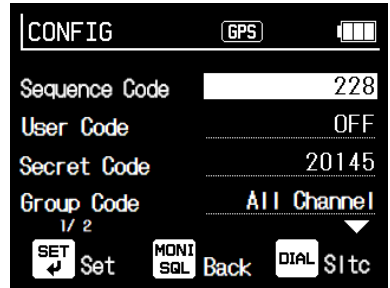 CONFIG GPS
Sequence Code 228
User Code OFF
Secret Code 20145
Group Code All Channel
1/ 2
SET Set MONI SQL Back DIAL Sltc